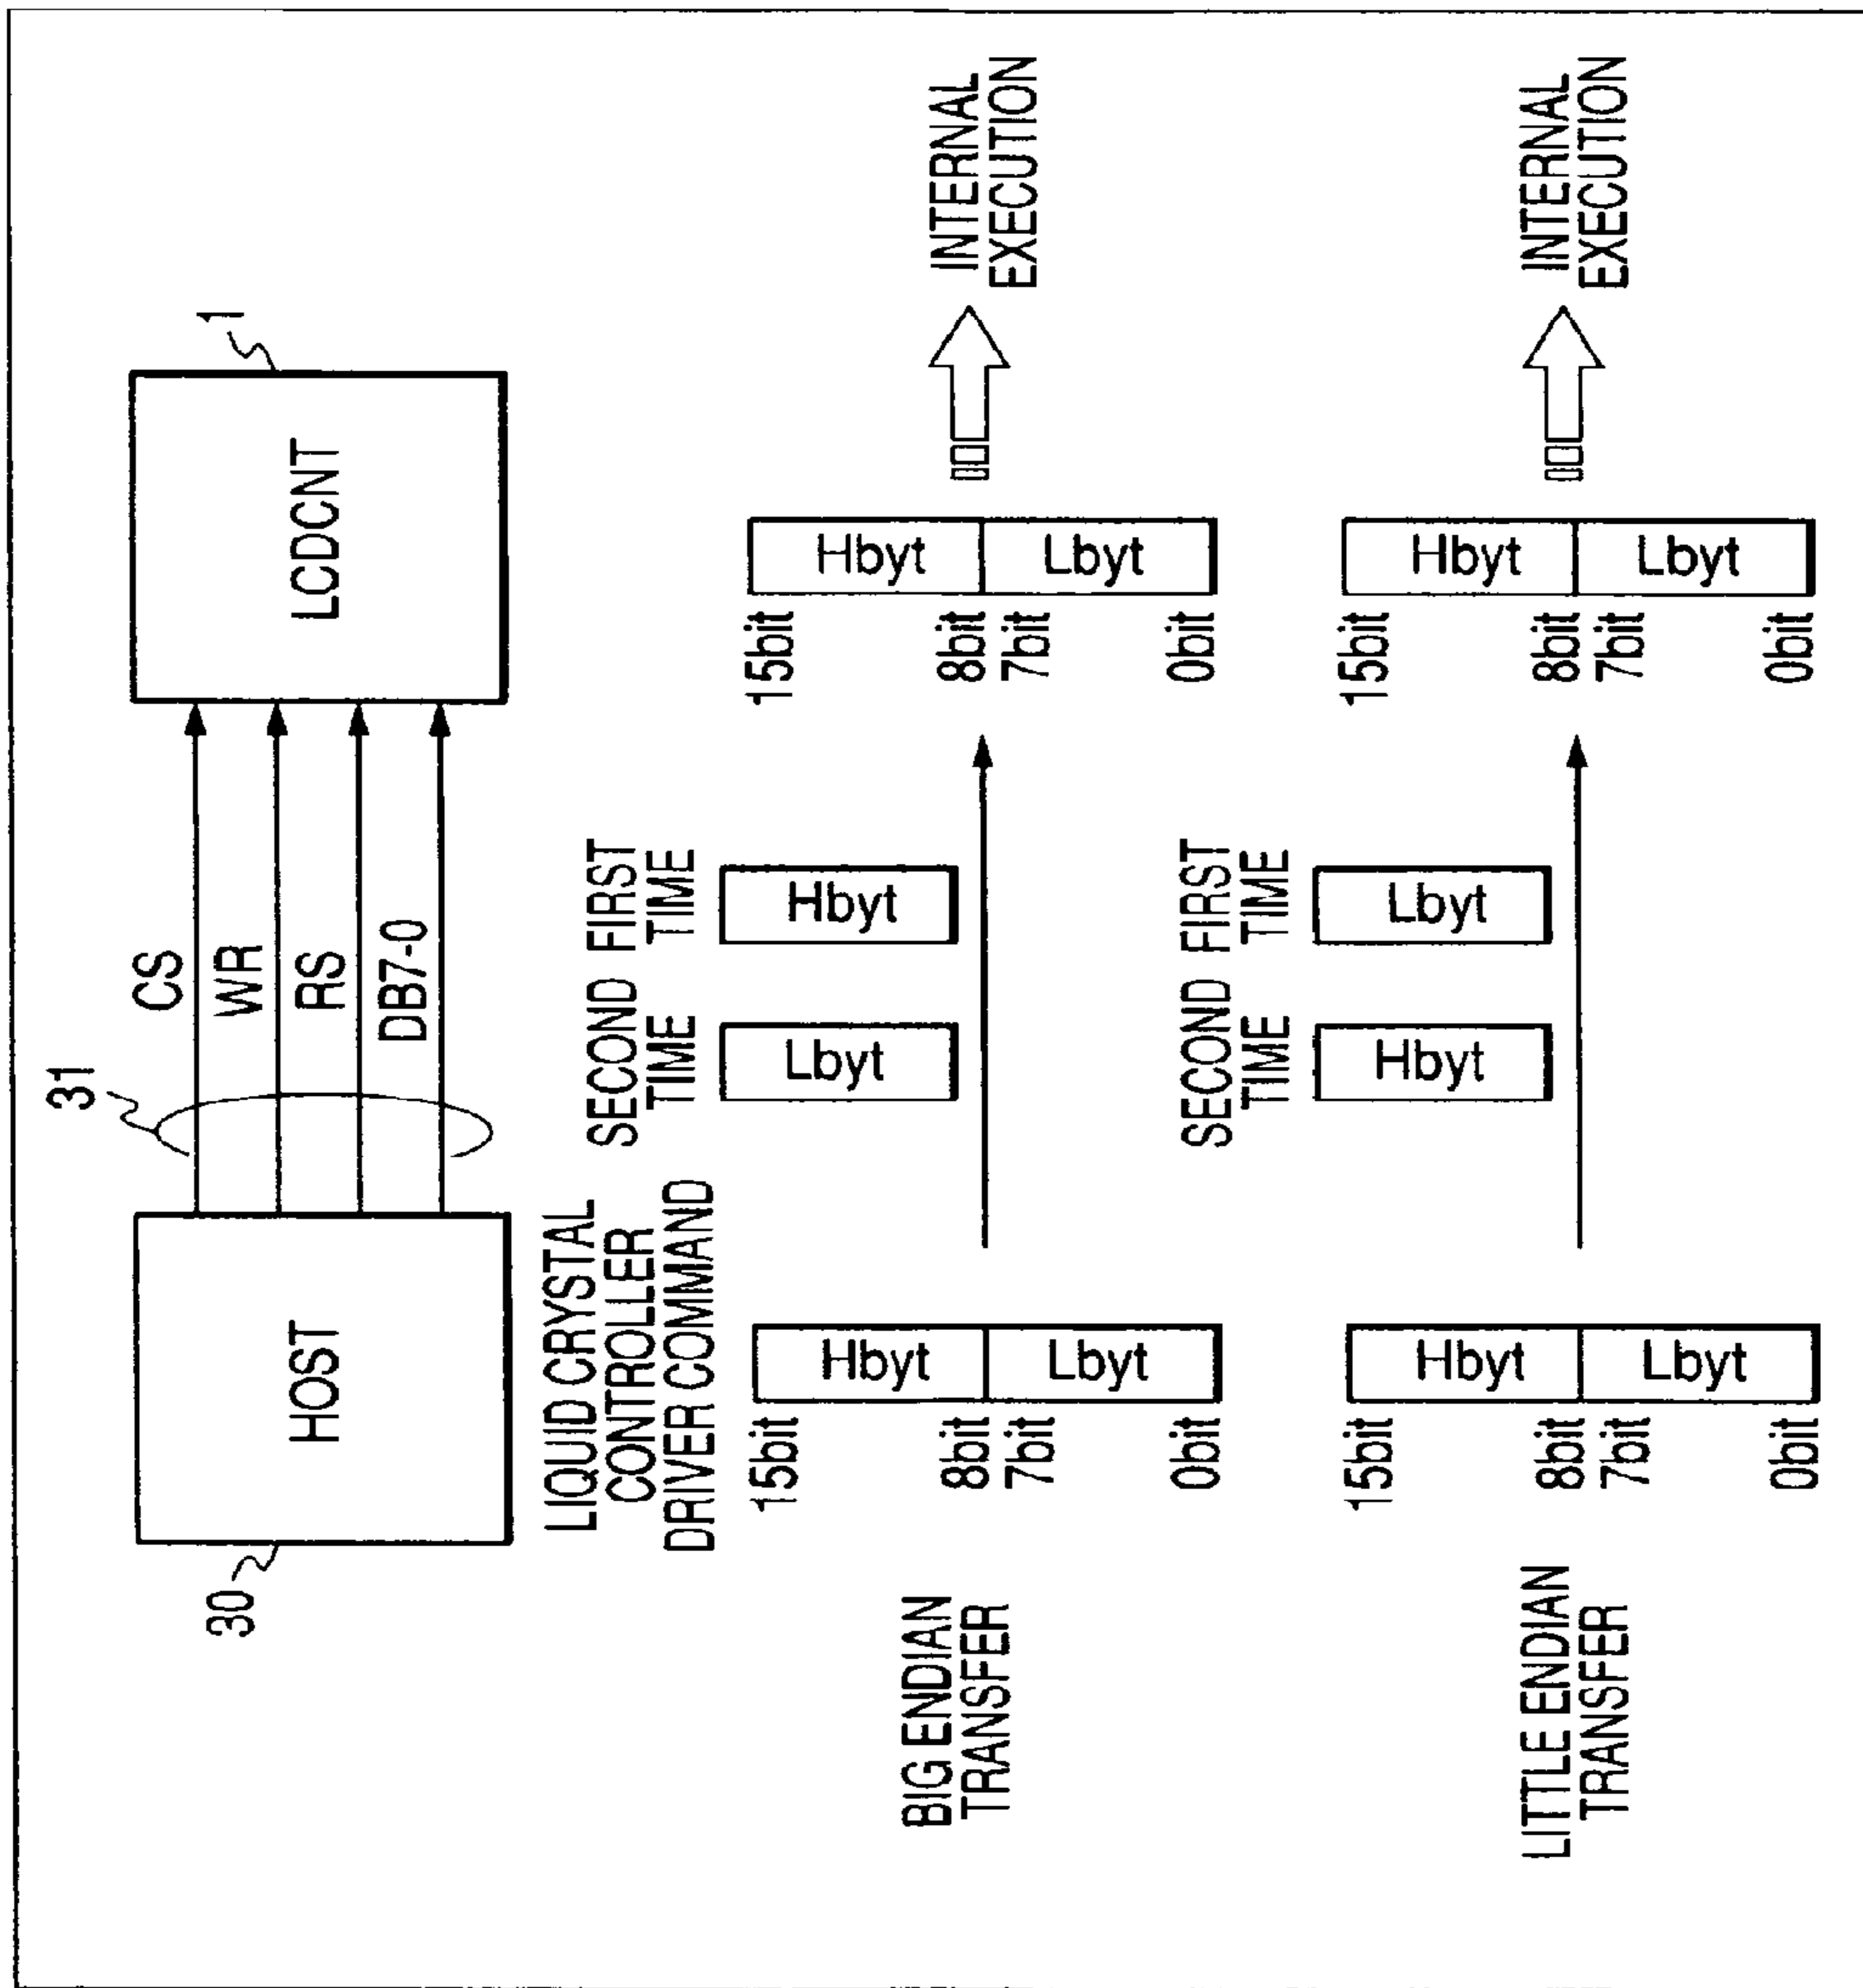 30
HOST
31
CS
WR
RS
DB7-0
1
LCDCNT
LIQUID CRYSTAL
CONTROLLER
DRIVER COMMAND
SECOND
TIME
FIRST
TIME
BIG ENDIAN
TRANSFER
15bit
8bit
7bit
0bit
Hbyt
Lbyt
Lbyt
Hbyt
15bit
8bit
7bit
0bit
Hbyt
Lbyt
INTERNAL
EXECUTION
SECOND
TIME
FIRST
TIME
LITTLE ENDIAN
TRANSFER
15bit
8bit
7bit
0bit
Hbyt
Lbyt
Hbyt
Lbyt
15bit
8bit
7bit
0bit
Hbyt
Lbyt
INTERNAL
EXECUTION